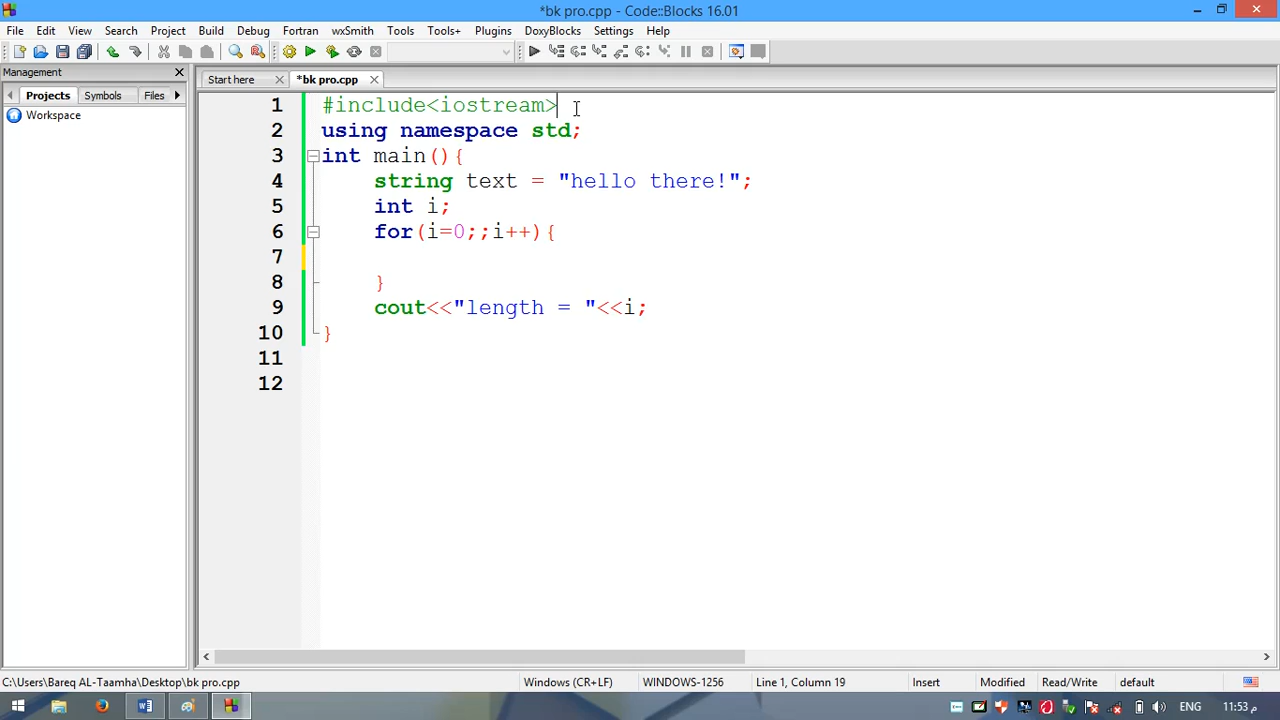 *bk pro.cpp - Code::Blocks 16.01
File Edit View Search Project Build Debug Fortran wxSmith Tools Tools+ Plugins DoxyBlocks Settings Help
Management
Start here *bk pro.cpp
Projects Symbols Files
Workspace
1 #include<iostream>
2 using namespace std;
3 int main(){
4 string text = "hello there!";
5 int i;
6 for(i=0;;i++){
7
8 }
9 cout<<"length = "<<i;
10 }
11
12
C:\Users\Bareq AL-Taamha\Desktop\bk pro.cpp Windows (CR+LF) WINDOWS-1256 Line 1, Column 19 Insert Modified Read/Write default
ENG 11:53 م